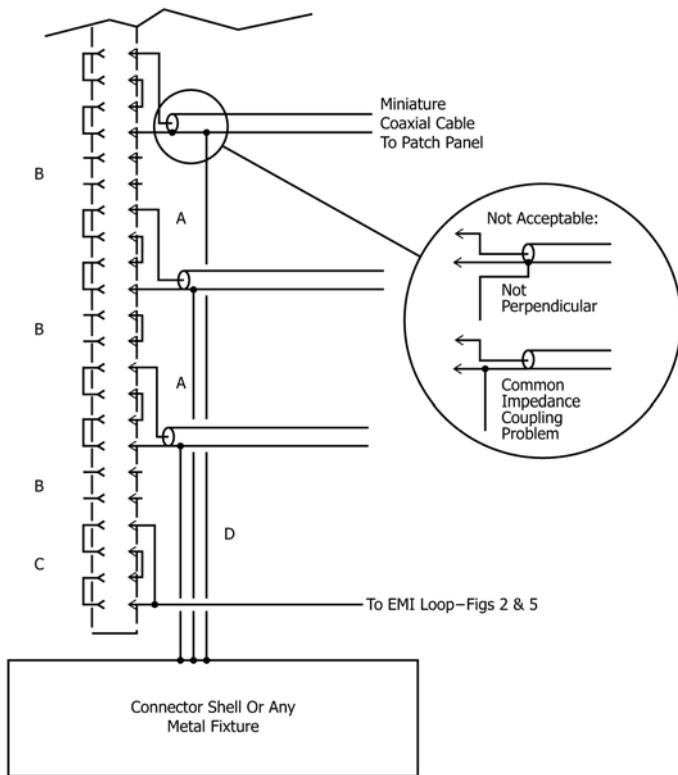 Miniature
Coaxial Cable
To Patch Panel
B
A
Not Acceptable:
Not
Perpendicular
B
A
Common
Impedance
Coupling
Problem
B
D
C
To EMI Loop–Figs 2 & 5
Connector Shell Or Any
Metal Fixture